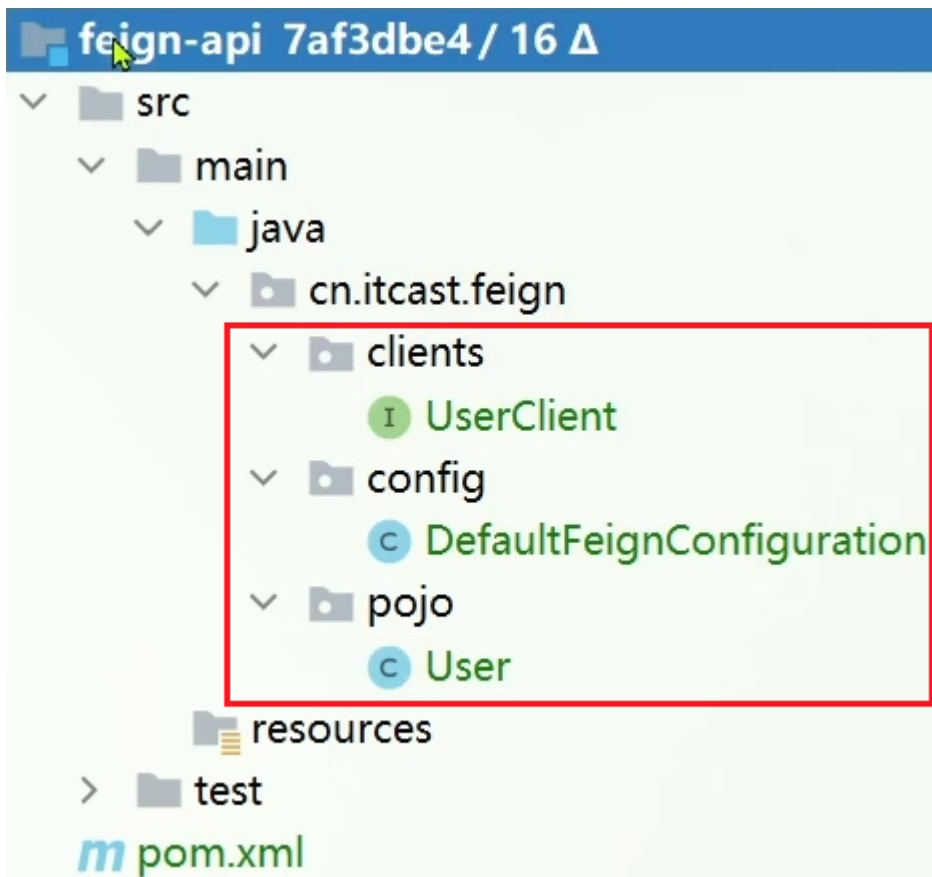 feign-api 7af3dbe4 / 16 Δ
src
main
java
cn.itcast.feign
clients
I UserClient
config
C DefaultFeignConfiguration
pojo
C User
resources
test
m pom.xml